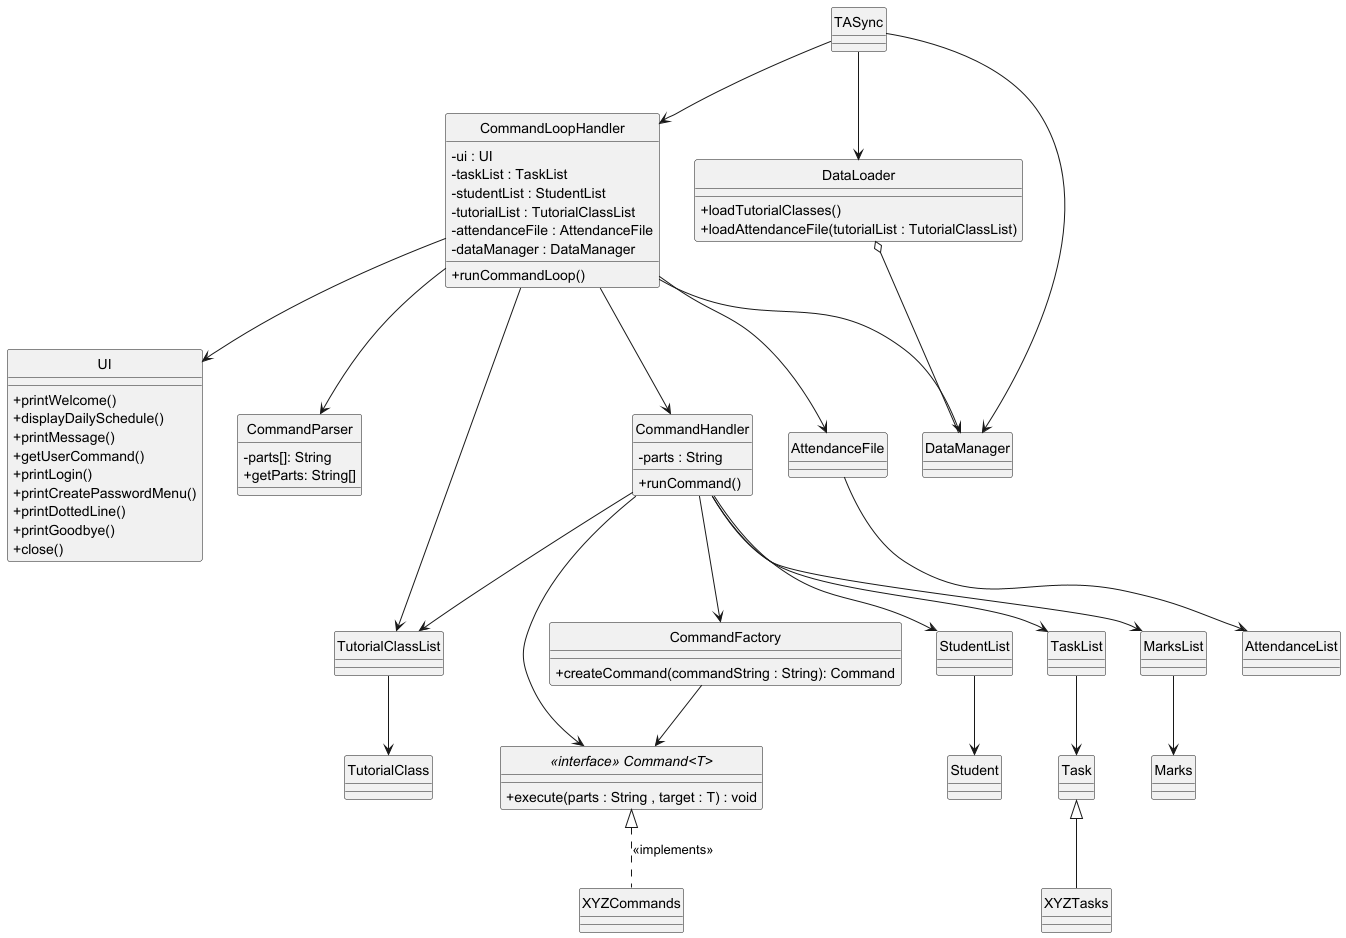 TASync
CommandLoopHandler
-ui : UI
-taskList : TaskList
-studentList : StudentList
-tutorialList : TutorialClassList
-attendanceFile : AttendanceFile
-dataManager : DataManager
+runCommandLoop()
DataLoader
+loadTutorialClasses()
+loadAttendanceFile(tutorialList : TutorialClassList)
UI
+printWelcome()
+displayDailySchedule()
+printMessage()
+getUserCommand()
+printLogin()
+printCreatePasswordMenu()
+printDottedLine()
+printGoodbye()
+close()
CommandParser
-parts[]: String
+getParts: String[]
CommandHandler
-parts : String
+runCommand()
AttendanceFile
DataManager
TutorialClassList
CommandFactory
+createCommand(commandString : String): Command
StudentList
TaskList
MarksList
AttendanceList
TutorialClass
«interface» Command<T>
+execute(parts : String , target : T) : void
Student
Task
Marks
«implements»
XYZCommands
XYZTasks